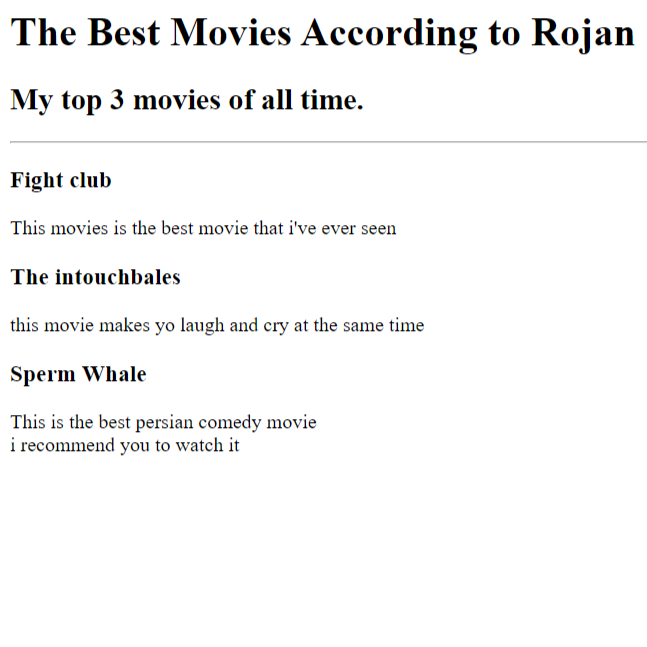 The Best Movies According to Rojan
My top 3 movies of all time.
Fight club
This movies is the best movie that i've ever seen
The intouchbales
this movie makes yo laugh and cry at the same time
Sperm Whale
This is the best persian comedy movie
i recommend you to watch it